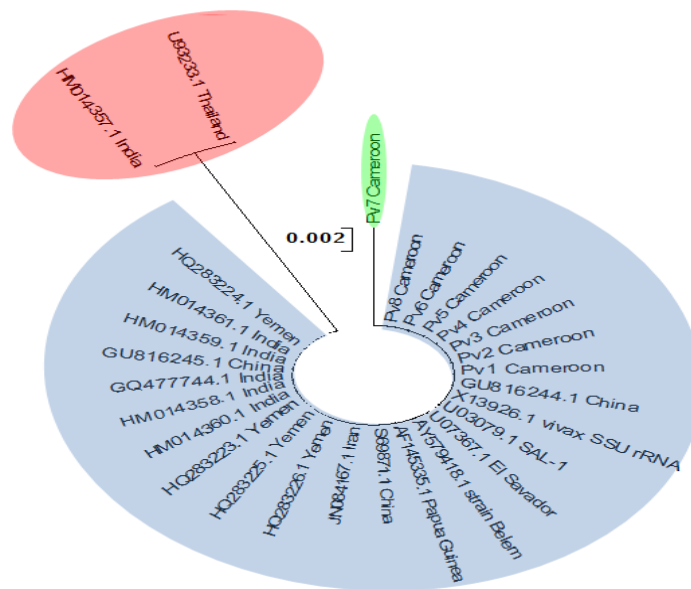 U93233.1 Thailand
HM014357.1 India
Pv7 Cameroon
0.002
Pv8 Cameroon
Pv6 Cameroon
Pv5 Cameroon
Pv4 Cameroon
Pv3 Cameroon
Pv2 Cameroon
Pv1 Cameroon
GU816244.1 China
X13926.1 vivax SSU rRNA
U03079.1 SAL-1
U07367.1 El Savador
AY579418.1 strain Belem
AF145335.1 Papua Guinea
S69871.1 China
JN084167.1 Iran
HQ283226.1 Yemen
HQ283225.1 Yemen
HQ283223.1 Yemen
HM014360.1 India
HM014358.1 India
GQ477744.1 India
GU816245.1 China
HM014359.1 India
HM014361.1 India
HQ283224.1 Yemen